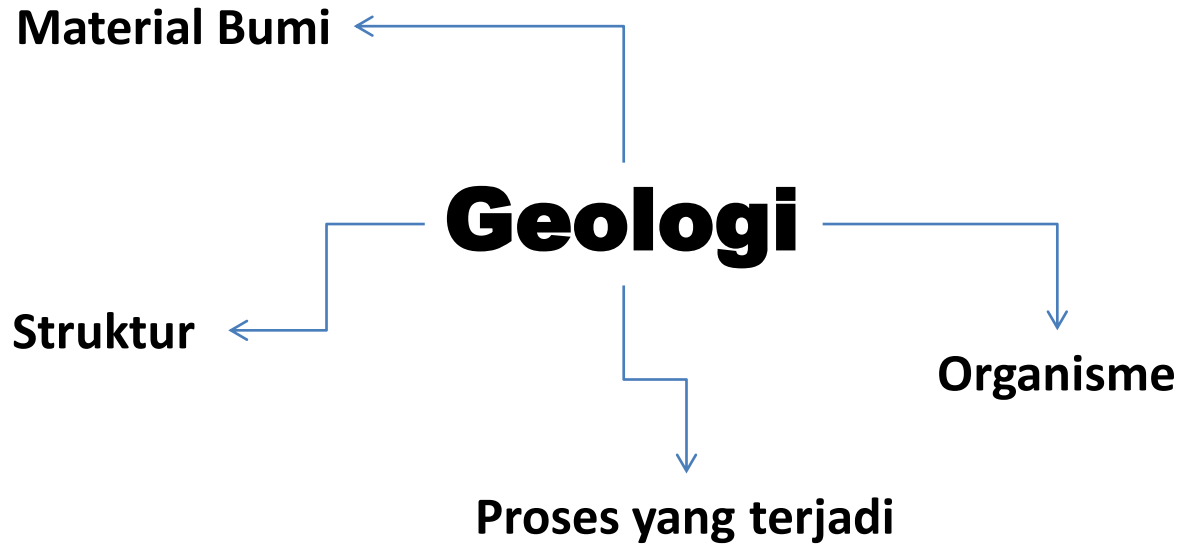 Material Bumi
Geologi
Struktur
Organisme
Proses yang terjadi